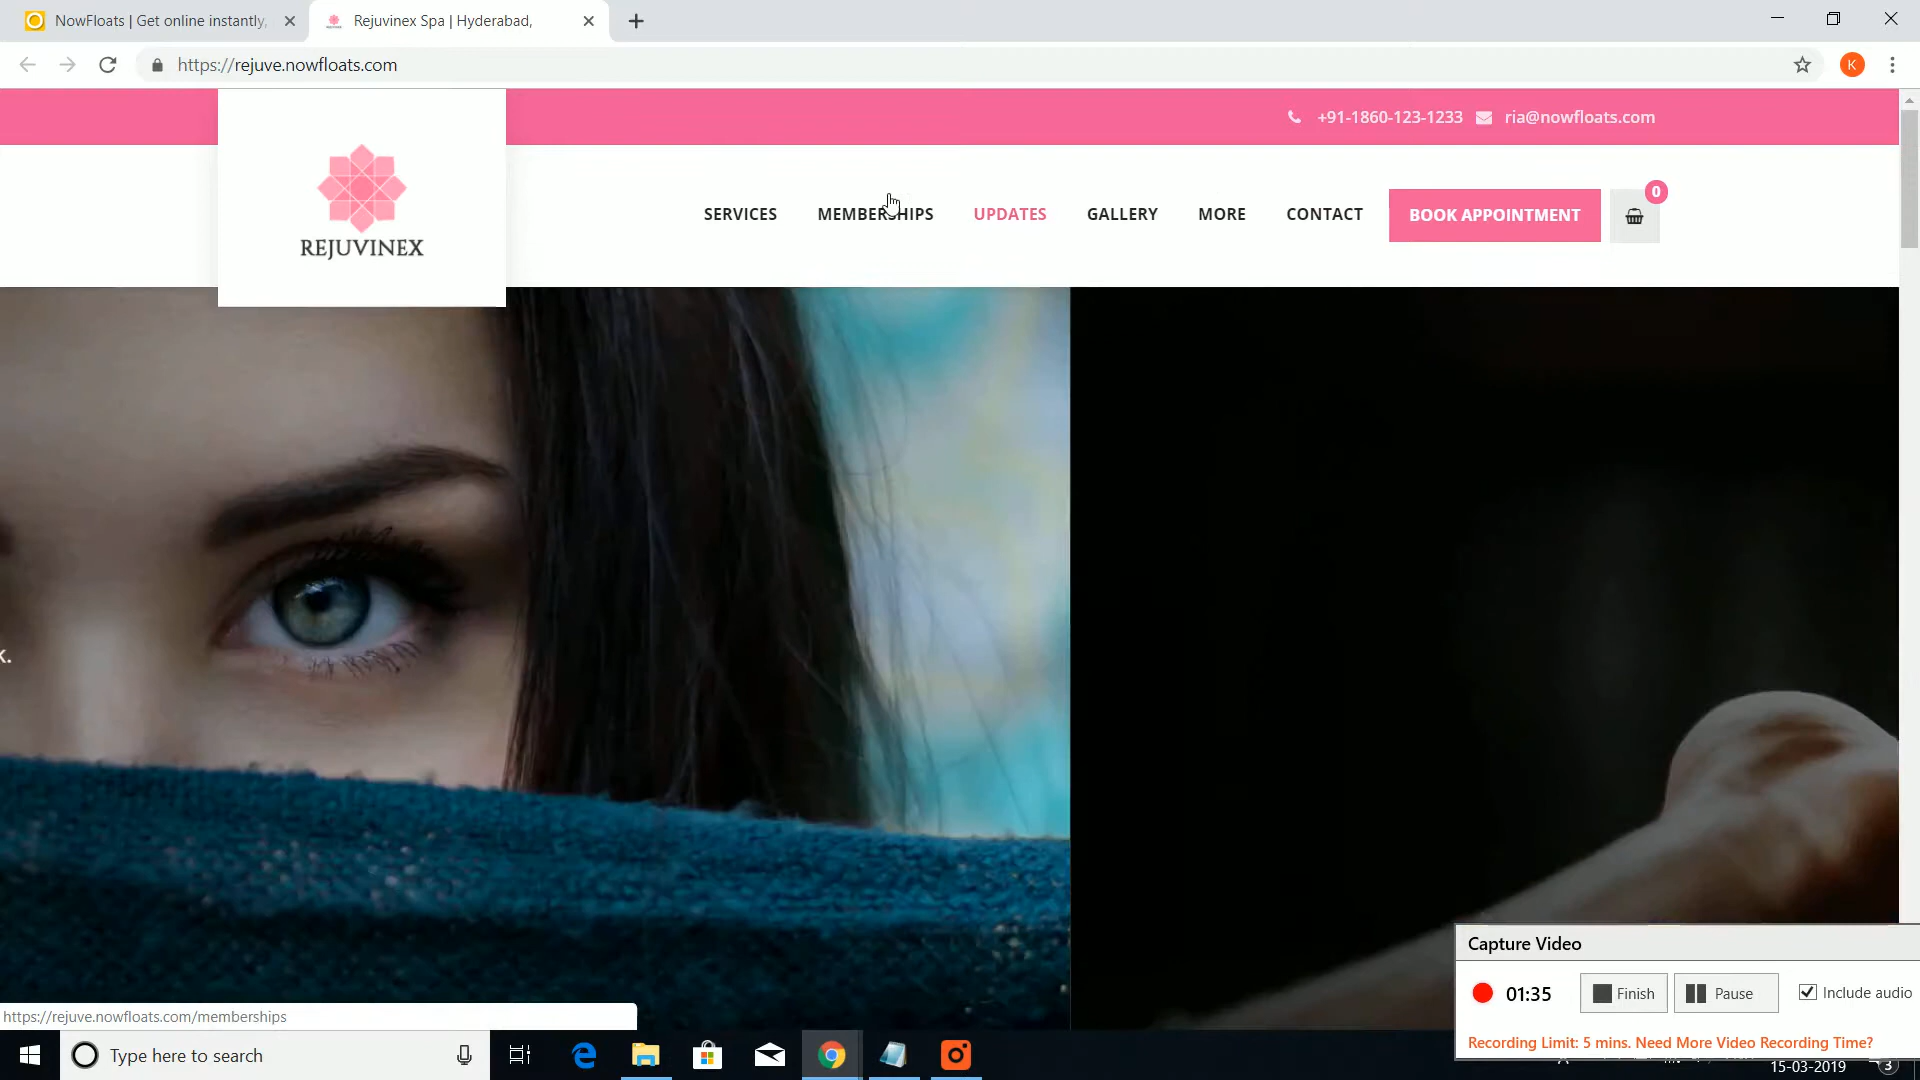 NowFloats | Get online instantly,
Rejuvinex Spa | Hyderabad,
https://rejuve.nowfloats.com
K
+91-1860-123-1233 ria@nowfloats.com
REJUVINEX
SERVICES MEMBERSHIPS UPDATES GALLERY MORE CONTACT BOOK APPOINTMENT 0
K.
Capture Video
01:35 Finish Pause Include audio
Recording Limit: 5 mins. Need More Video Recording Time?
https://rejuve.nowfloats.com/memberships
Type here to search
15-03-2019
3